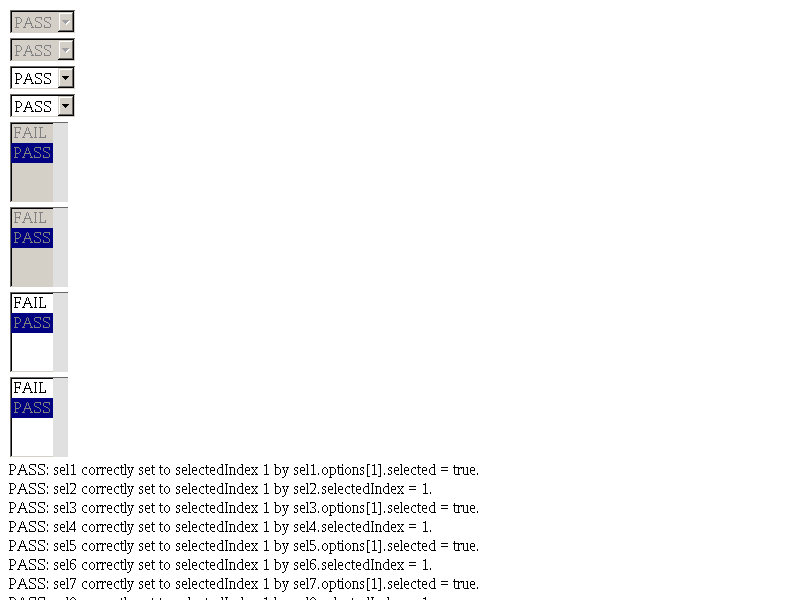 PASS
PASS
PASS
PASS
FAIL
PASS
FAIL
PASS
FAIL
PASS
FAIL
PASS
PASS: sel1 correctly set to selectedIndex 1 by sel1.options[1].selected = true.
PASS: sel2 correctly set to selectedIndex 1 by sel2.selectedIndex = 1.
PASS: sel3 correctly set to selectedIndex 1 by sel3.options[1].selected = true.
PASS: sel4 correctly set to selectedIndex 1 by sel4.selectedIndex = 1.
PASS: sel5 correctly set to selectedIndex 1 by sel5.options[1].selected = true.
PASS: sel6 correctly set to selectedIndex 1 by sel6.selectedIndex = 1.
PASS: sel7 correctly set to selectedIndex 1 by sel7.options[1].selected = true.